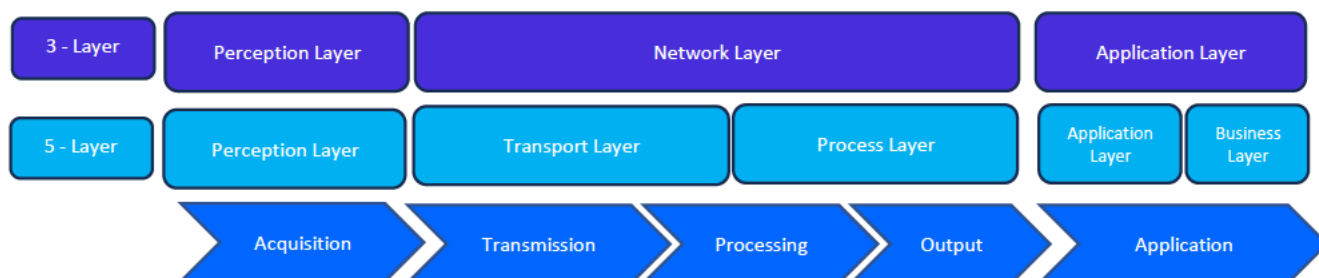 3 - Layer
Perception Layer
Network Layer
Application Layer
5 - Layer
Perception Layer
Transport Layer
Process Layer
Application
Layer
Business
Layer
Acquisition
Transmission
Processing
Output
Application